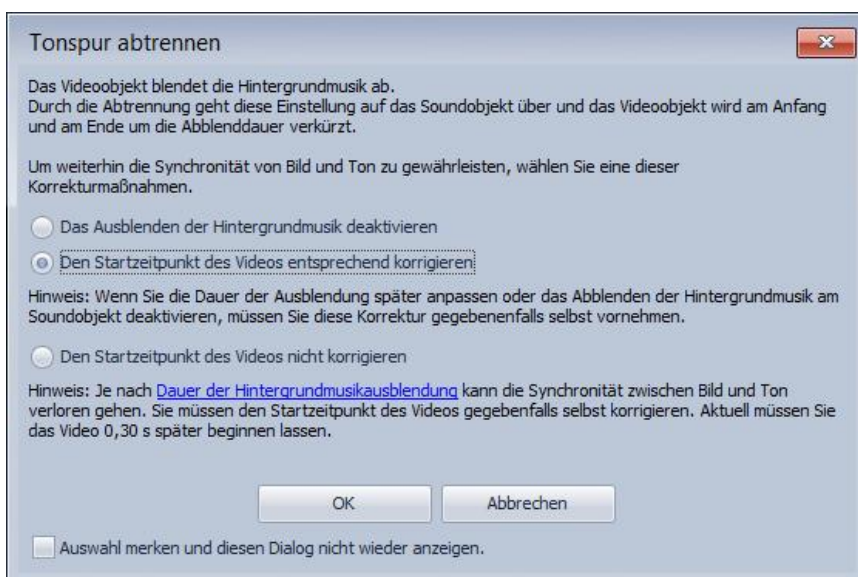 Tonspur abtrennen
Das Videoobjekt blendet die Hintergrundmusik ab.
Durch die Abtrennung geht diese Einstellung auf das Soundobjekt über und das Videoobjekt wird am Anfang
und am Ende um die Abblenddauer verkürzt.
Um weiterhin die Synchronität von Bild und Ton zu gewährleisten, wählen Sie eine dieser
Korrekturmaßnahmen.
Das Ausblenden der Hintergrundmusik deaktivieren
Den Startzeitpunkt des Videos entsprechend korrigieren
Hinweis: Wenn Sie die Dauer der Ausblendung später anpassen oder das Abblenden der Hintergrundmusik am
Soundobjekt deaktivieren, müssen Sie diese Korrektur gegebenenfalls selbst vornehmen.
Den Startzeitpunkt des Videos nicht korrigieren
Hinweis: Je nach Dauer der Hintergrundmusikausblendung kann die Synchronität zwischen Bild und Ton
verloren gehen. Sie müssen den Startzeitpunkt des Videos gegebenfalls selbst korrigieren. Aktuell müssen Sie
das Video 0,30 s später beginnen lassen.
OK
Abbrechen
Auswahl merken und diesen Dialog nicht wieder anzeigen.